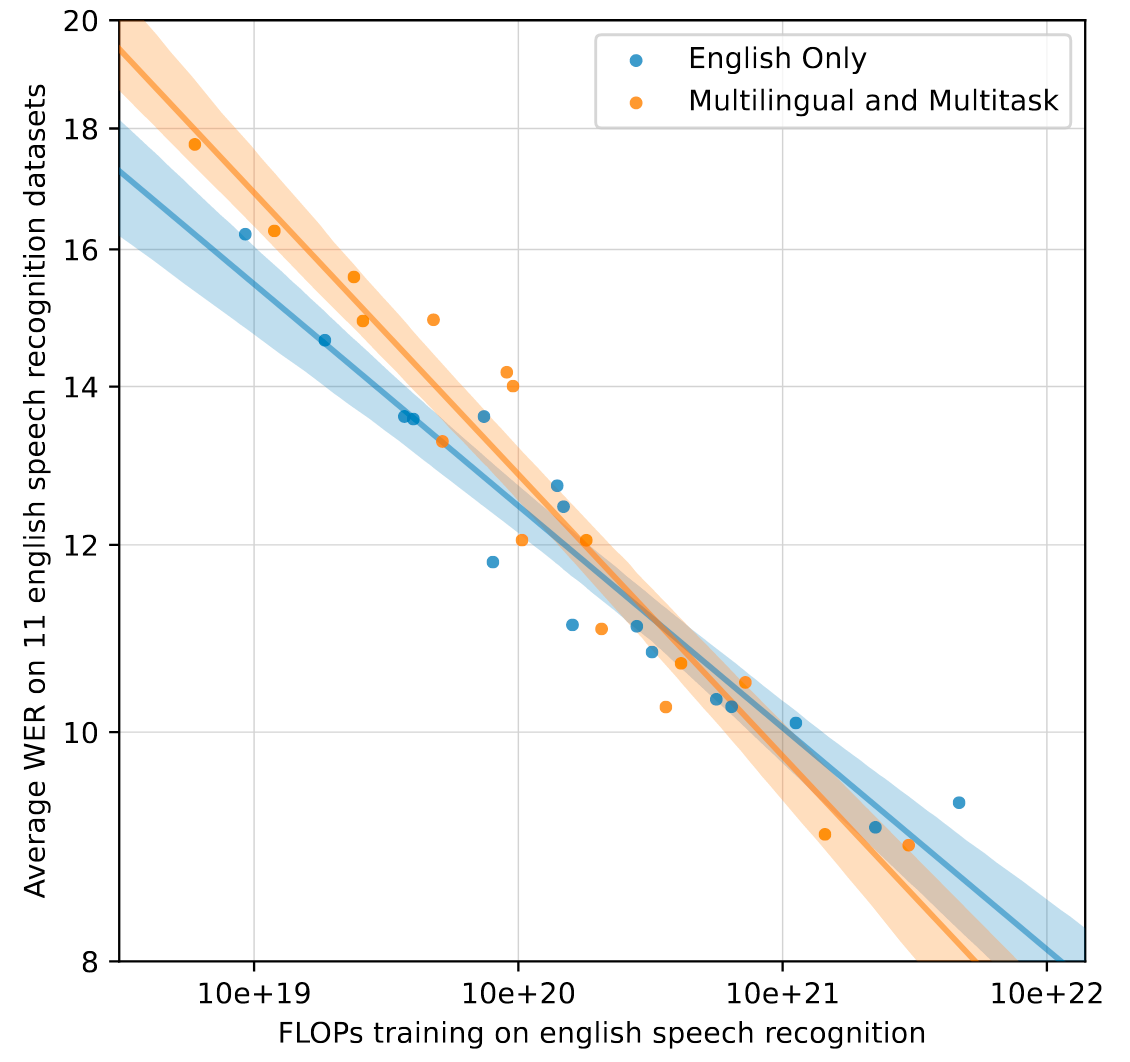 20
18
16
14
12
10
8
Average WER on 11 english speech recognition datasets
English Only
Multilingual and Multitask
10e+19 10e+20 10e+21 10e+22
FLOPs training on english speech recognition